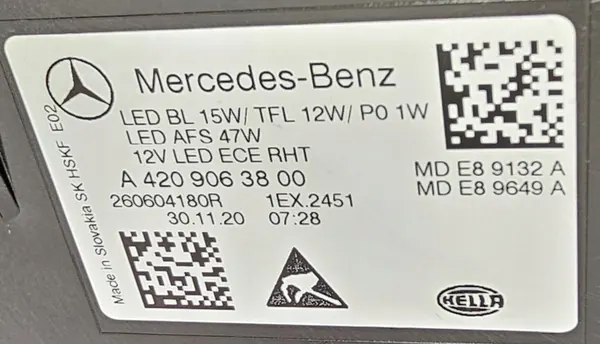 Mercedes-Benz
LED BL 15W/ TFL 12W/ PO 1W
LED AFS 47W
12V LED ECE RHT
A 420 906 38 00
260604180R 1EX.2451
30.11.20 07:28
MD E8 9132 A
MD E8 9649 A
Made in Slovakia SK HSKF E02
HELLA